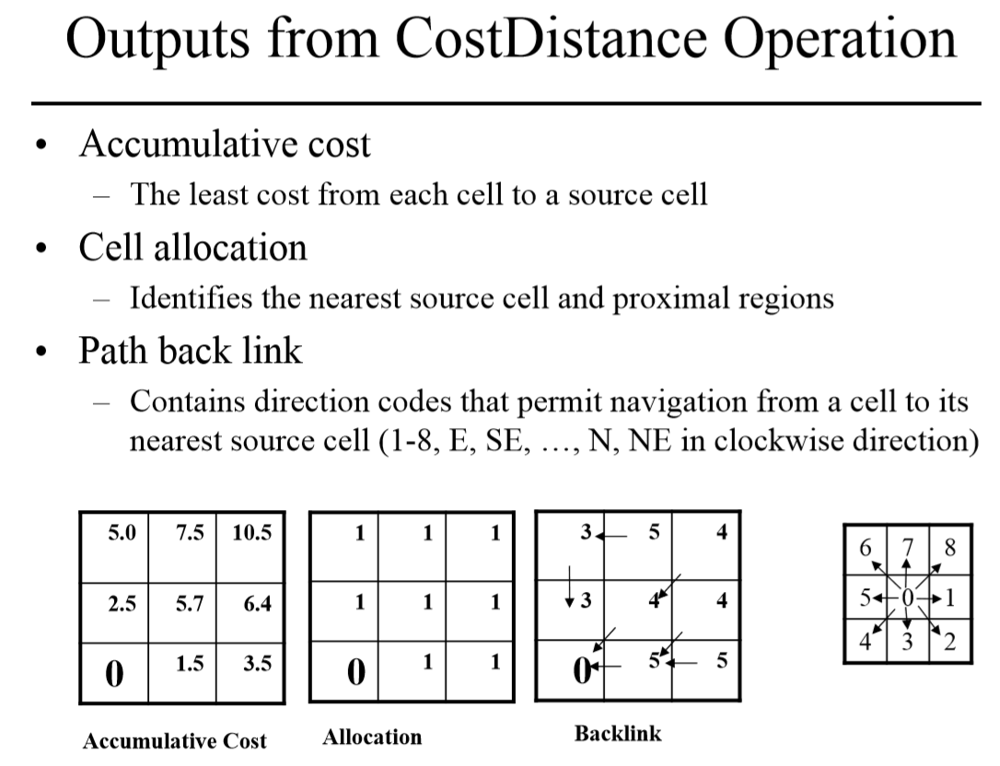 Outputs from CostDistance Operation
• Accumulative cost
– The least cost from each cell to a source cell
• Cell allocation
– Identifies the nearest source cell and proximal regions
• Path back link
– Contains direction codes that permit navigation from a cell to its
nearest source cell (1-8, E, SE, …, N, NE in clockwise direction)
5.0 7.5 10.5
2.5 5.7 6.4
0 1.5 3.5
Accumulative Cost
1 1 1
1 1 1
0 1 1
Allocation
3 5 4
3 4 4
0 5 5
Backlink
6 7 8
5 0 1
4 3 2